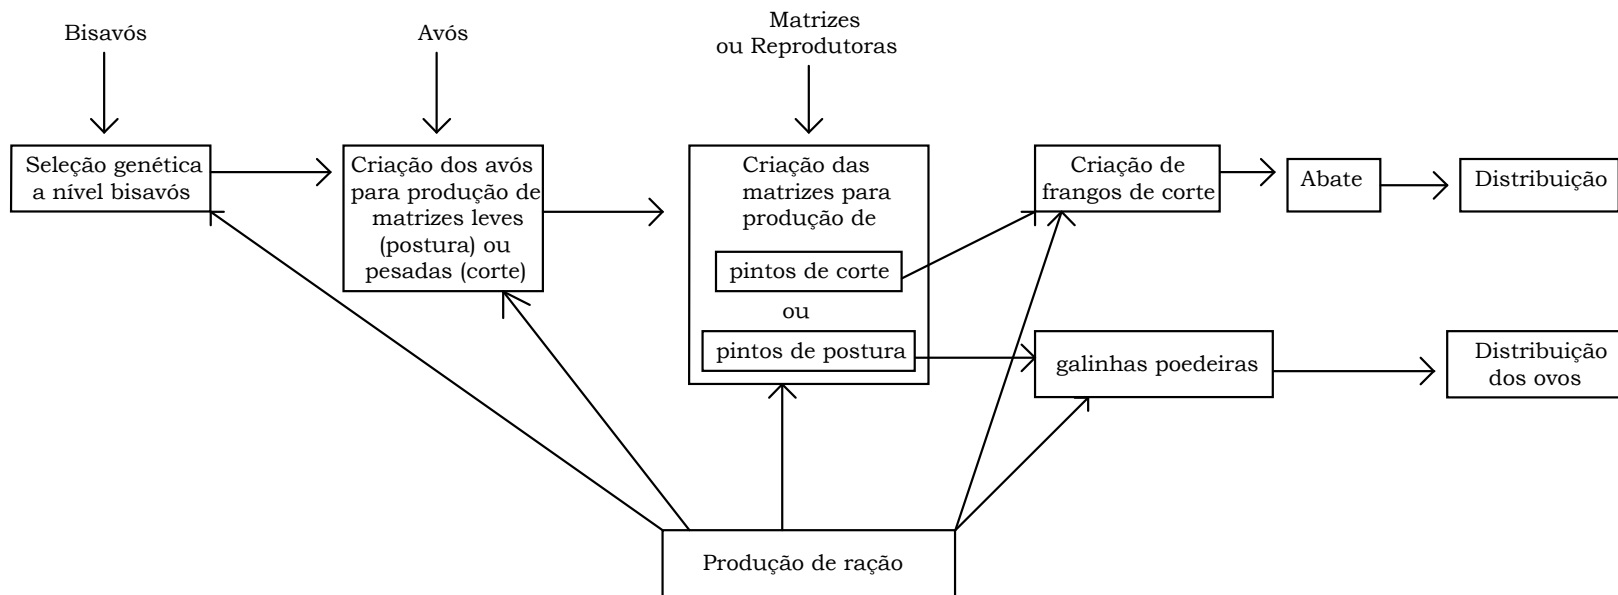 Bisavós
Avós
Matrizes
ou Reprodutoras
Seleção genética
a nível bisavós
Criação dos avós
para produção de
matrizes leves
(postura) ou
pesadas (corte)
Criação das
matrizes para
produção de
pintos de corte
ou
pintos de postura
Criação de
frangos de corte
Abate
Distribuição
galinhas poedeiras
Distribuição
dos ovos
Produção de ração